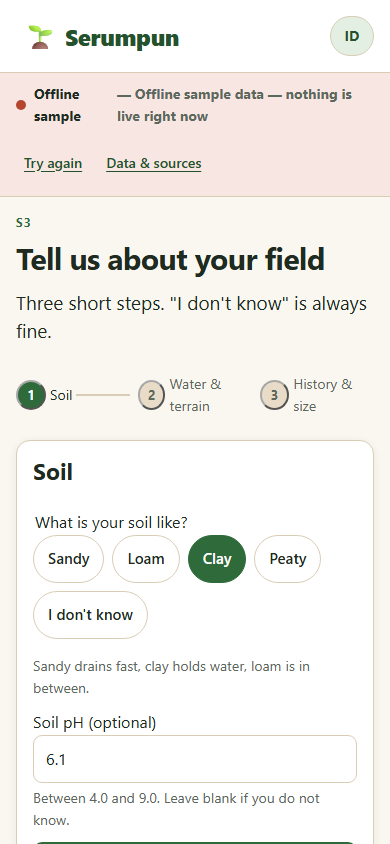 Serumpun
ID
Offline sample
— Offline sample data — nothing is live right now
Try again
Data & sources
S3
Tell us about your field
Three short steps. "I don't know" is always
fine.
1 Soil
2 Water & terrain
3 History & size
Soil
What is your soil like?
Sandy
Loam
Clay
Peaty
I don't know
Sandy drains fast, clay holds water, loam is in
between.
Soil pH (optional)
6.1
Between 4.0 and 9.0. Leave blank if you do not
know.